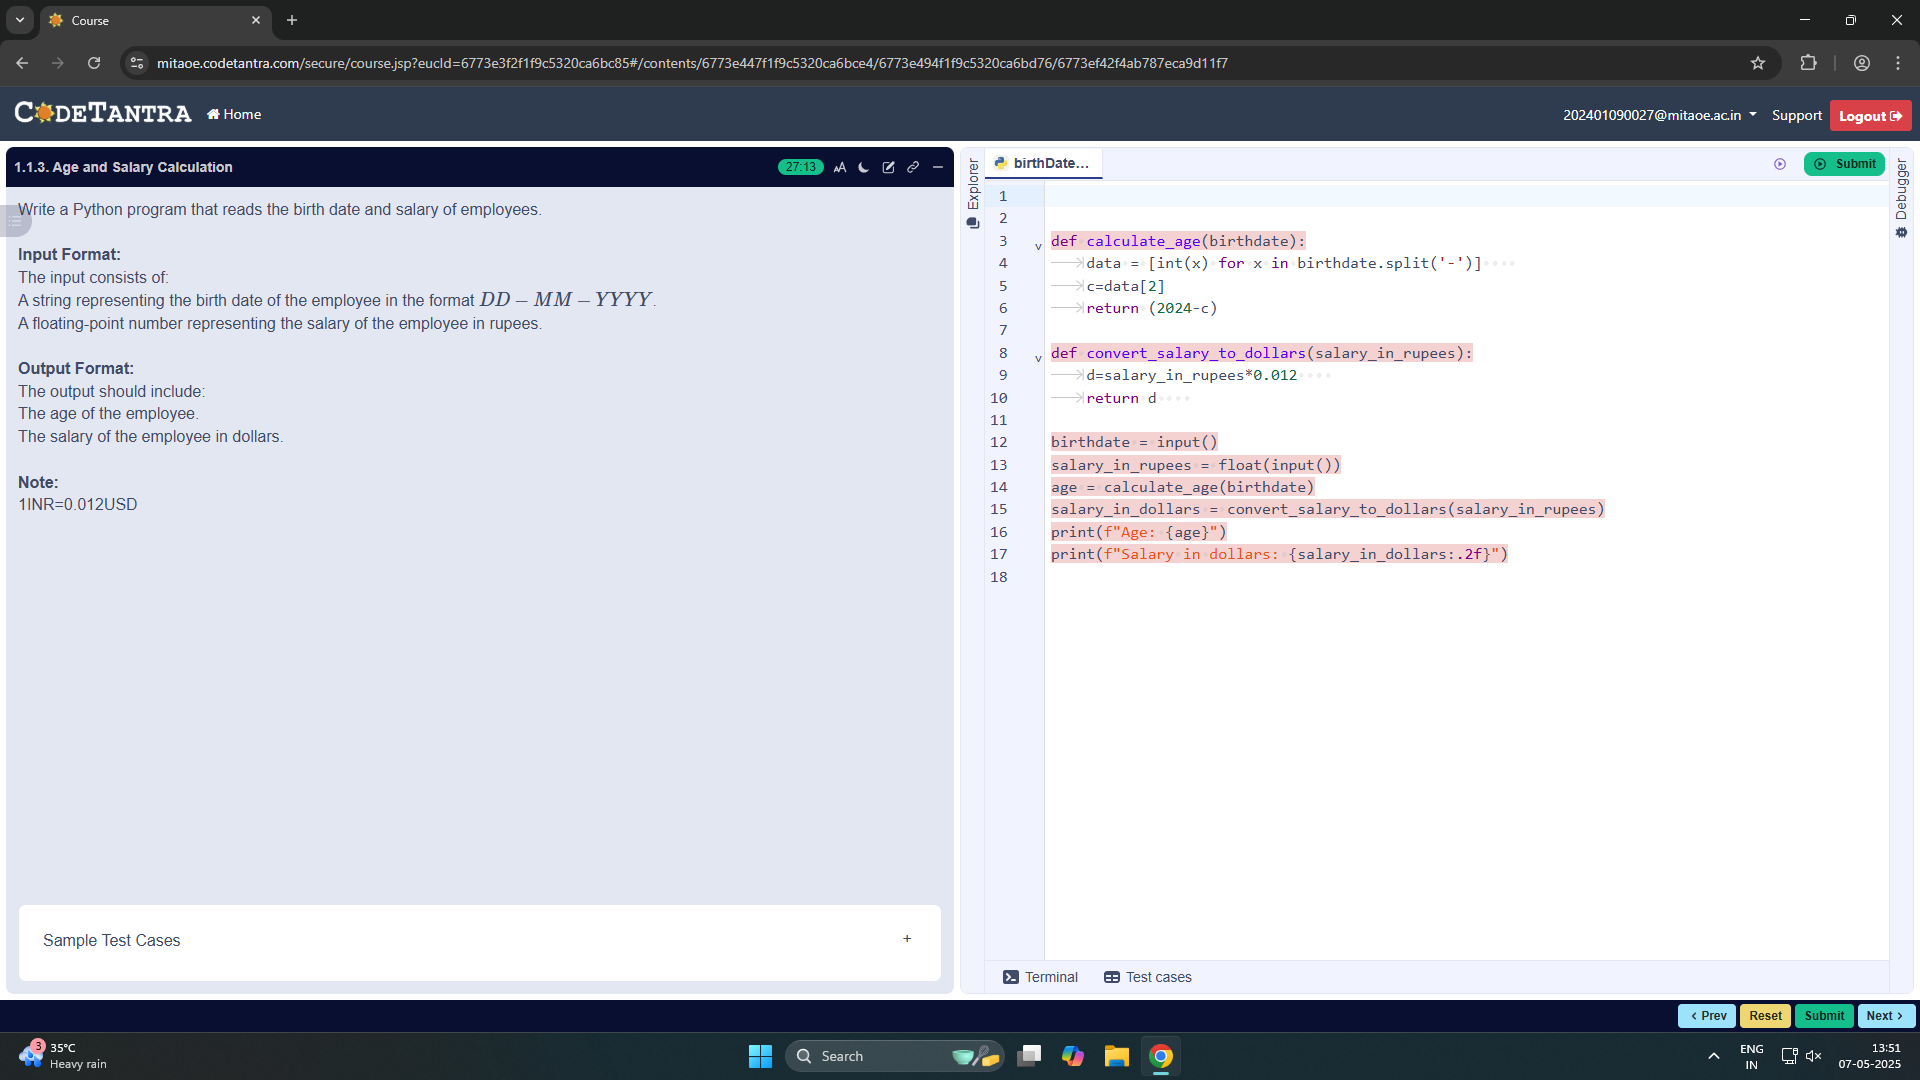 Course
mitaoe.codetantra.com/secure/course.jsp?eucId=6773e3f2f1f9c5320ca6bc85#/contents/6773e447f1f9c5320ca6bce4/6773e494f1f9c5320ca6bd76/6773ef42f4ab787eca9d11f7
CODETANTRA Home
202401090027@mitaoe.ac.in Support Logout
1.1.3. Age and Salary Calculation
27:13 AA
Write a Python program that reads the birth date and salary of employees.
Input Format:
The input consists of:
A string representing the birth date of the employee in the format DD − MM − YYYY.
A floating-point number representing the salary of the employee in rupees.
Output Format:
The output should include:
The age of the employee.
The salary of the employee in dollars.
Note:
1INR=0.012USD
Sample Test Cases +
Explorer
birthDate...
Submit
Debugger
1
2
3 def calculate_age(birthdate):
4 data = [int(x) for x in birthdate.split('-')]
5 c=data[2]
6 return (2024-c)
7
8 def convert_salary_to_dollars(salary_in_rupees):
9 d=salary_in_rupees*0.012
10 return d
11
12 birthdate = input()
13 salary_in_rupees = float(input())
14 age = calculate_age(birthdate)
15 salary_in_dollars = convert_salary_to_dollars(salary_in_rupees)
16 print(f"Age: {age}")
17 print(f"Salary in dollars: {salary_in_dollars:.2f}")
18
Terminal Test cases
< Prev Reset Submit Next >
3
35°C
Heavy rain
Search
ENG
IN
13:51
07-05-2025